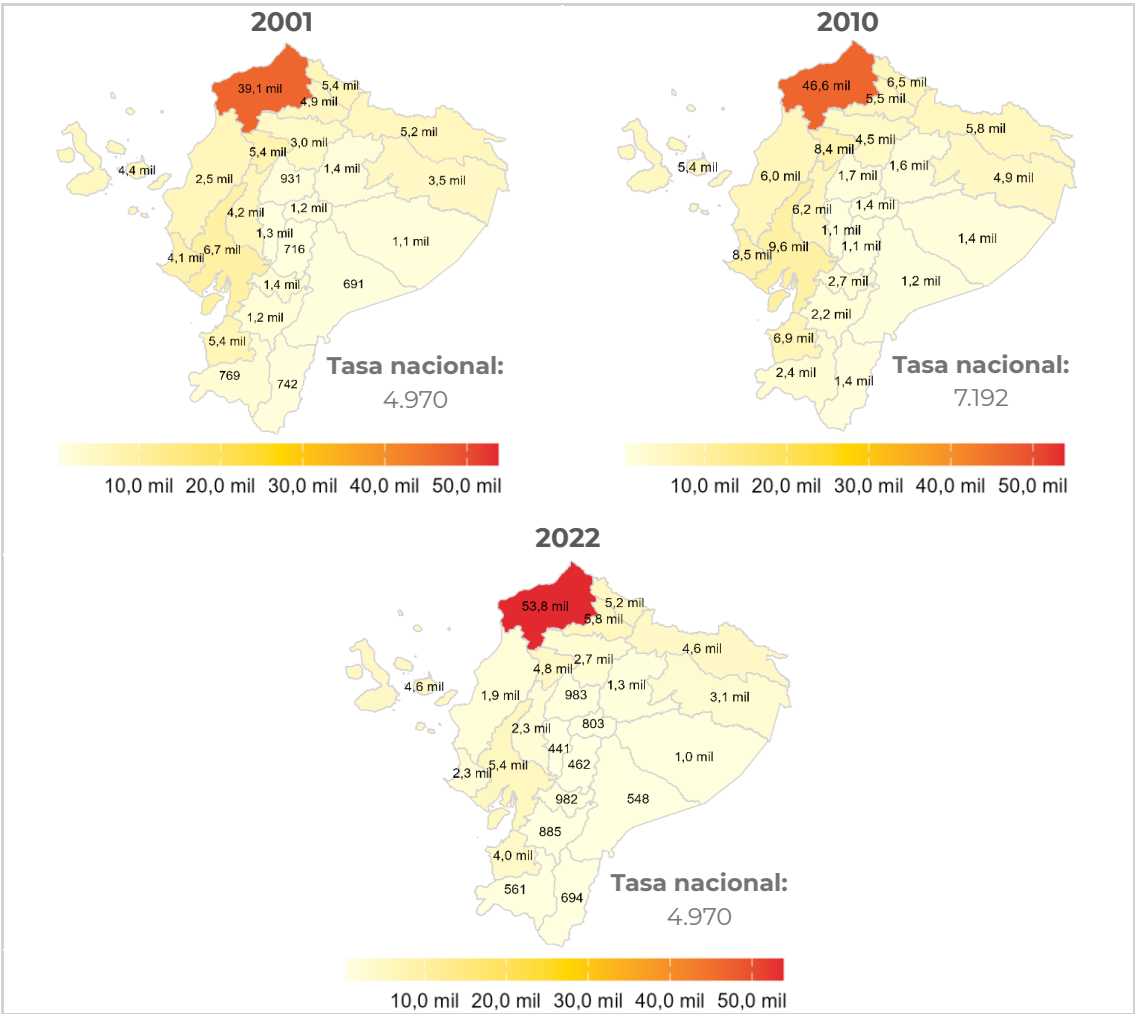 2001
39,1 mil
5,4 mil
4,9 mil
5,2 mil
3,0 mil
5,4 mil
1,4 mil
4,4 mil
2,5 mil
931
3,5 mil
4,2 mil
1,2 mil
1,3 mil
1,1 mil
6,7 mil
716
4,1 mil
1,4 mil
691
1,2 mil
5,4 mil
769
742
Tasa nacional:
4.970
10,0 mil 20,0 mil 30,0 mil 40,0 mil 50,0 mil
2010
46,6 mil
6,5 mil
5,5 mil
5,8 mil
4,5 mil
8,4 mil
1,6 mil
5,4 mil
6,0 mil
1,7 mil
4,9 mil
6,2 mil
1,4 mil
1,1 mil
1,4 mil
9,6 mil
1,1 mil
8,5 mil
2,7 mil
1,2 mil
2,2 mil
6,9 mil
2,4 mil
1,4 mil
Tasa nacional:
7.192
10,0 mil 20,0 mil 30,0 mil 40,0 mil 50,0 mil
2022
53,8 mil
5,2 mil
5,8 mil
4,6 mil
2,7 mil
4,8 mil
1,3 mil
4,6 mil
1,9 mil
983
3,1 mil
2,3 mil
803
441
1,0 mil
5,4 mil
462
2,3 mil
982
548
885
4,0 mil
561
694
Tasa nacional:
4.970
10,0 mil 20,0 mil 30,0 mil 40,0 mil 50,0 mil